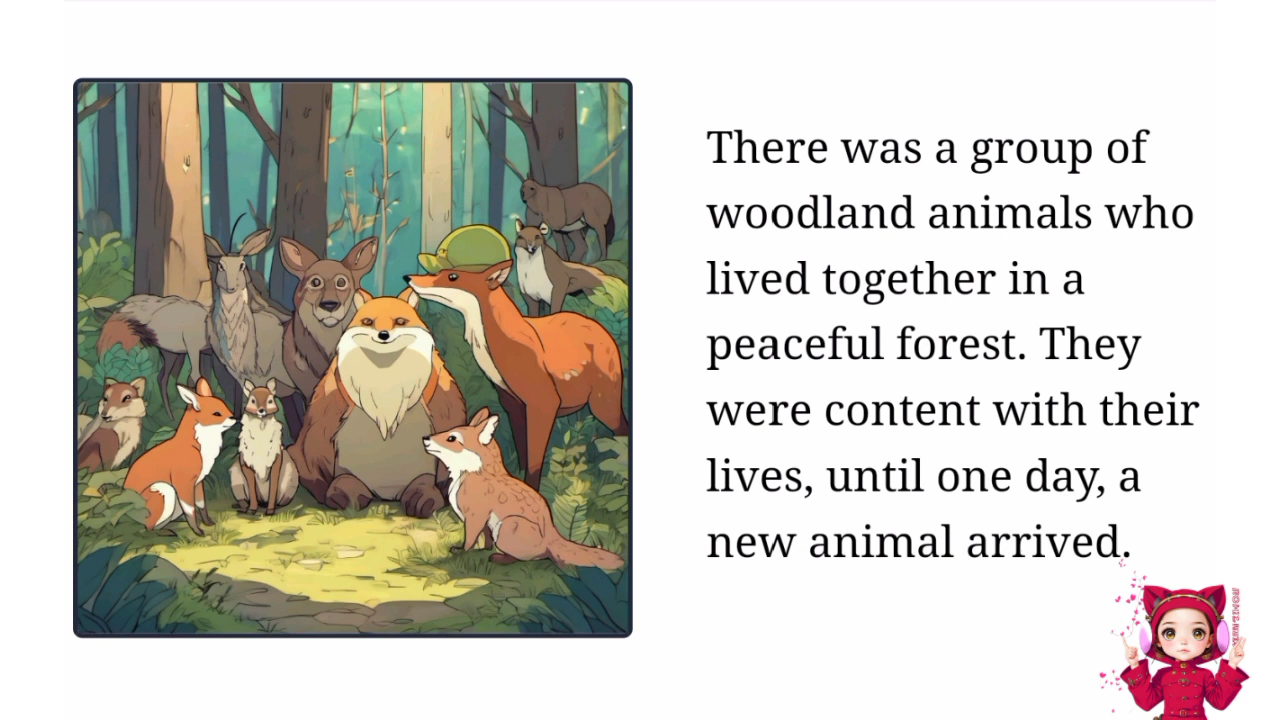 There was a group of
woodland animals who
lived together in a
peaceful forest. They
were content with their
lives, until one day, a
new animal arrived.